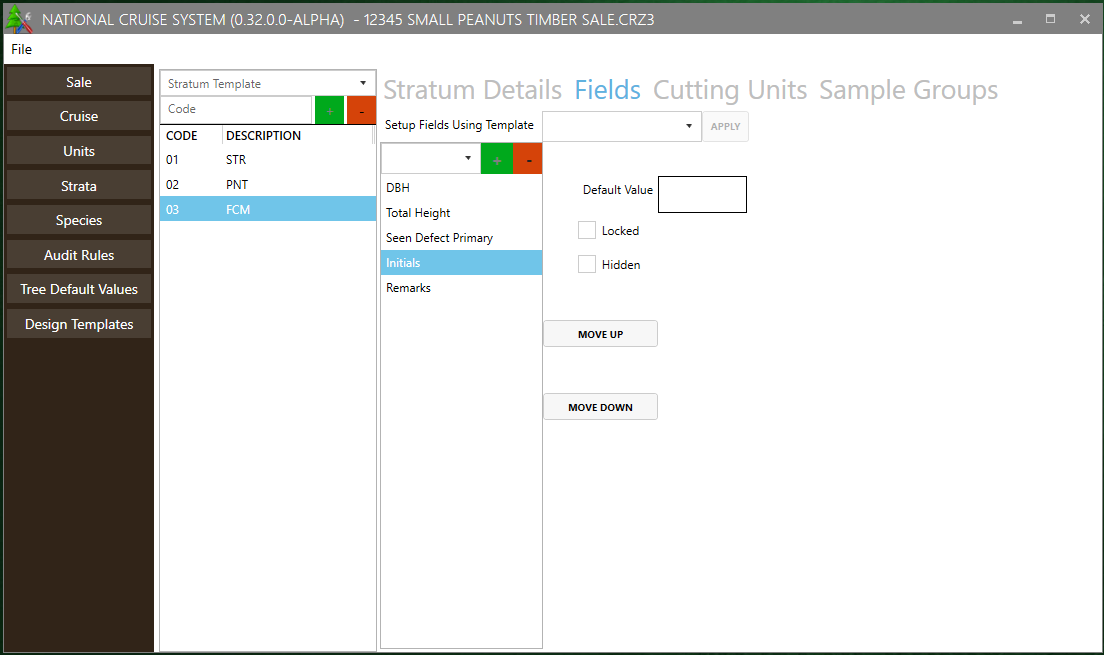 NATIONAL CRUISE SYSTEM (0.32.0.0-ALPHA) - 12345 SMALL PEANUTS TIMBER SALE.CRZ3
File
Sale
Cruise
Units
Strata
Species
Audit Rules
Tree Default Values
Design Templates
Stratum Template
Code
+ -
CODE DESCRIPTION
01 STR
02 PNT
03 FCM
Stratum Details Fields Cutting Units Sample Groups
Setup Fields Using Template APPLY
+ -
DBH
Total Height
Seen Defect Primary
Initials
Remarks
Default Value
Locked
Hidden
MOVE UP
MOVE DOWN